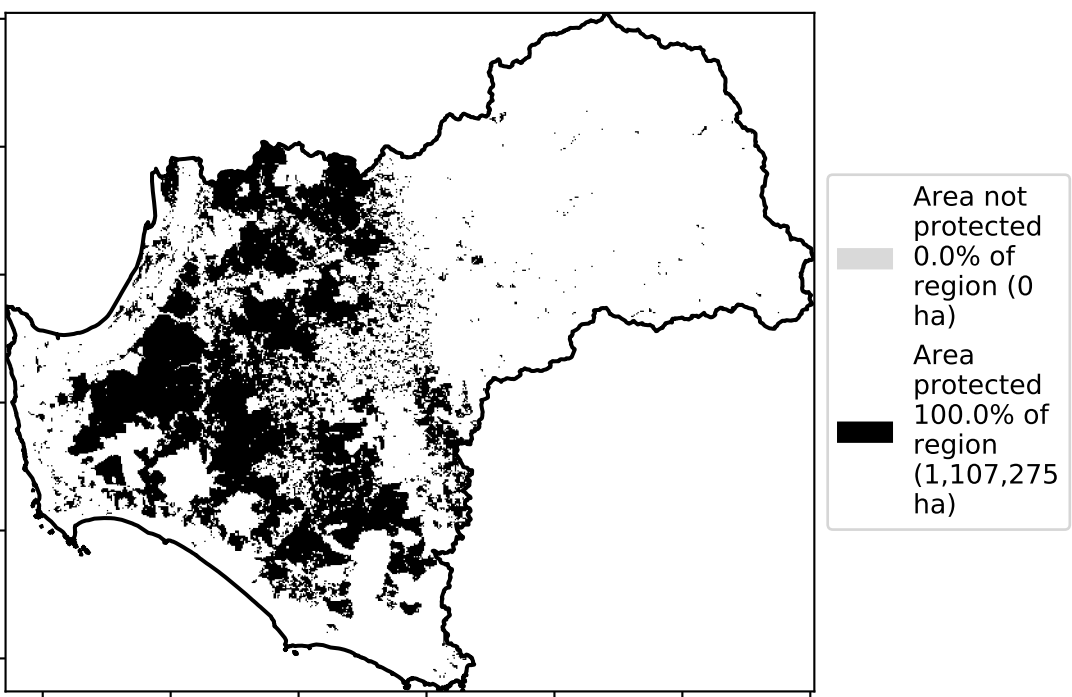 Area not
protected
0.0% of
region (0
ha)
Area
protected
100.0% of
region
(1,107,275
ha)